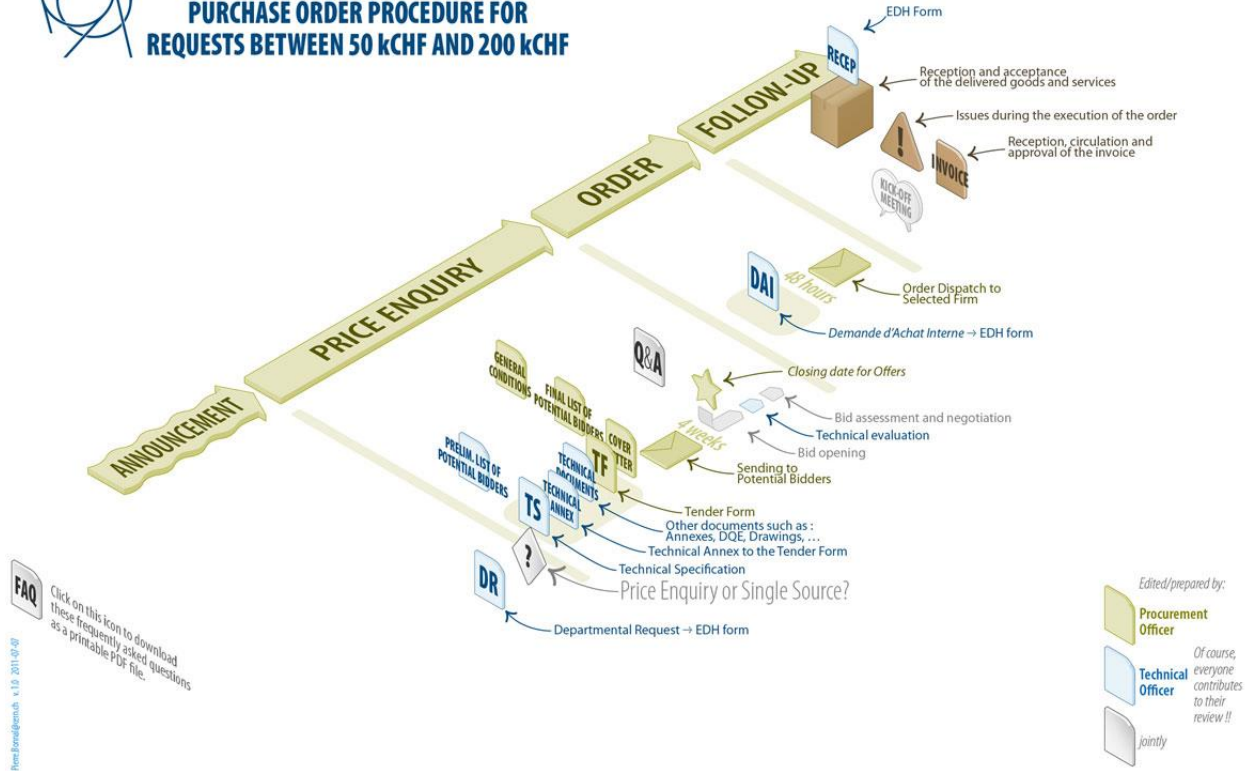 PURCHASE ORDER PROCEDURE FOR
REQUESTS BETWEEN 50 kCHF AND 200 kCHF
EDH Form
RECEP
FOLLOW-UP
Reception and acceptance
of the delivered goods and services
Issues during the execution of the order
!
Reception, circulation and
approval of the invoice
INVOICE
KICK-OFF
MEETING
ORDER
DAI
48 hours
Order Dispatch to
Selected Firm
Demande d'Achat Interne → EDH form
PRICE ENQUIRY
Q&A
GENERAL
CONDITIONS
Closing date for Offers
FINAL LIST OF
POTENTIAL BIDDERS
Bid assessment and negotiation
Technical evaluation
Bid opening
4 weeks
COVER
TTER
TF
Sending to
Potential Bidders
ANNOUNCEMENT
PRELIM. LIST OF
POTENTIAL BIDDERS
TECHNICAL
DOCUMENTS
TECHNICAL
ANNEX
TS
Tender Form
Other documents such as :
Annexes, DQE, Drawings, ...
Technical Annex to the Tender Form
Technical Specification
?
Price Enquiry or Single Source?
DR
Departmental Request → EDH form
FAQ
Click on this icon to download
these frequently asked questions
as a printable PDF file.
Edited/prepared by:
Procurement
Officer
Technical
Officer
Of course,
everyone
contributes
to their
review !!
jointly
v. 1.0 2011-07-07